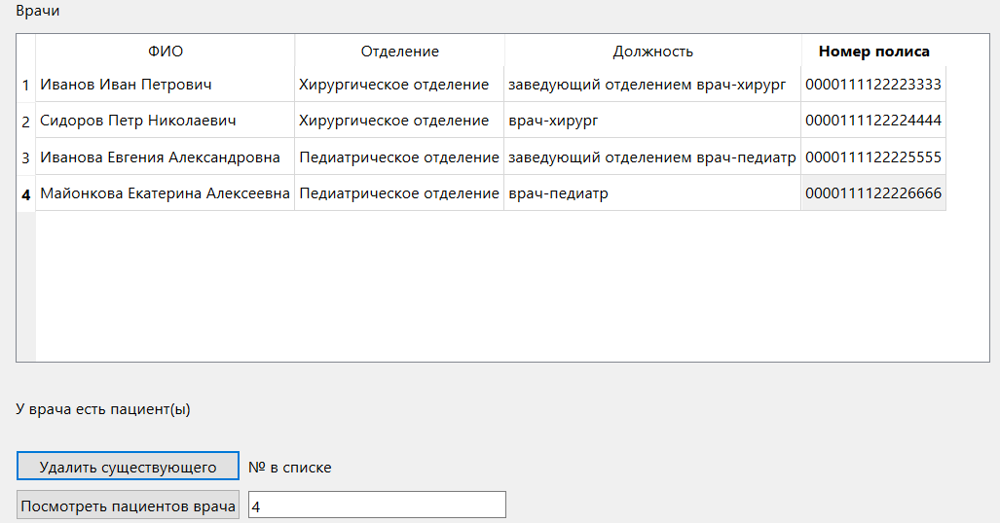 Врачи
ФИО Отделение Должность Номер полиса
1 Иванов Иван Петрович Хирургическое отделение заведующий отделением врач-хирург 0000111122223333
2 Сидоров Петр Николаевич Хирургическое отделение врач-хирург 0000111122224444
3 Иванова Евгения Александровна Педиатрическое отделение заведующий отделением врач-педиатр 0000111122225555
4 Майонкова Екатерина Алексеевна Педиатрическое отделение врач-педиатр 0000111122226666
У врача есть пациент(ы)
Удалить существующего № в списке
Посмотреть пациентов врача 4